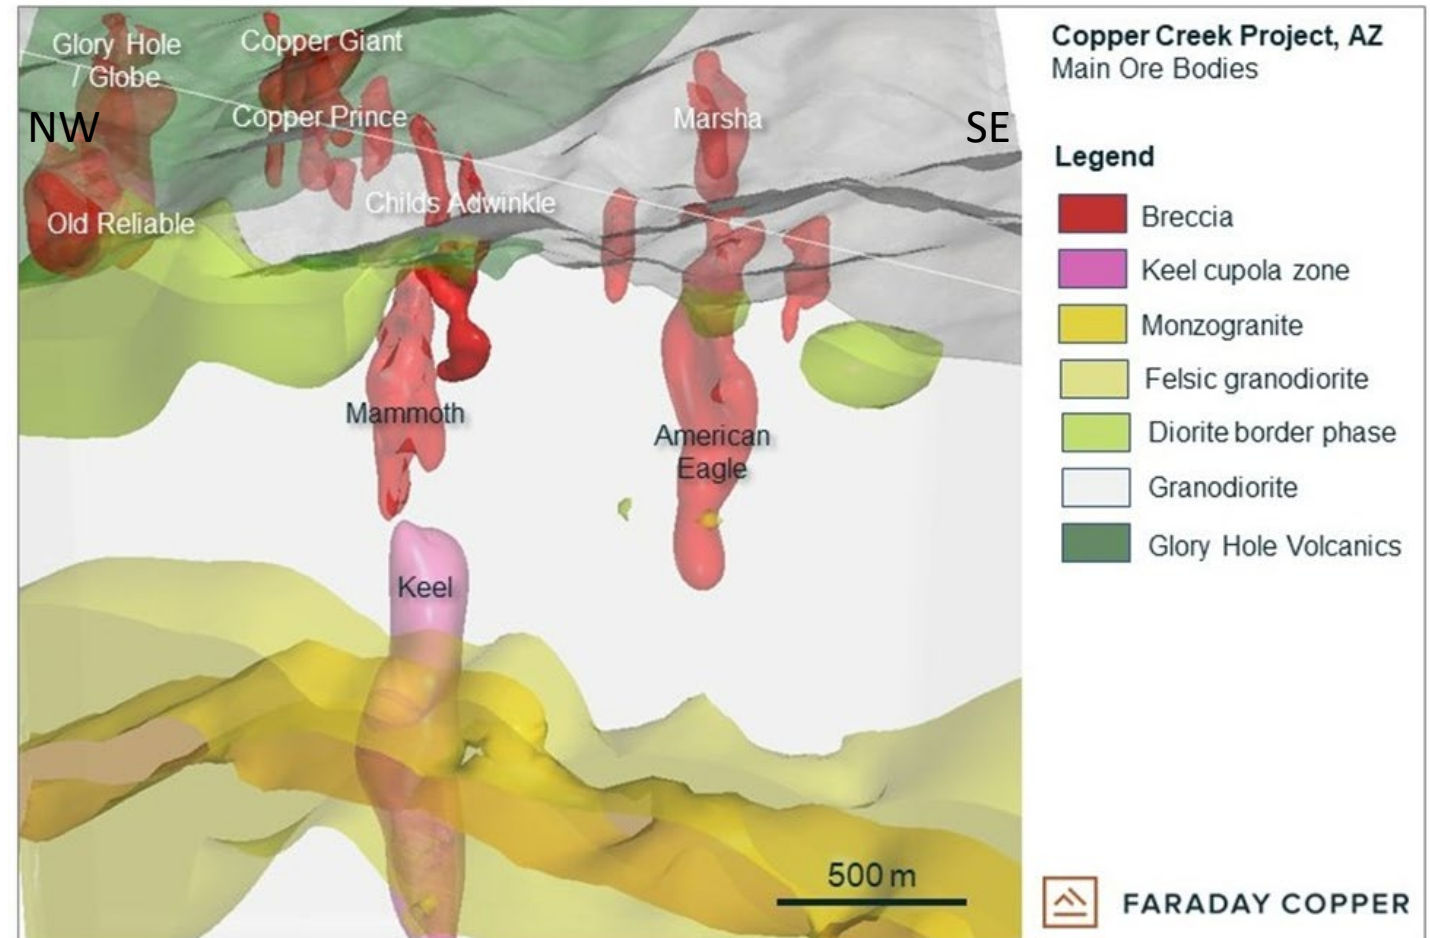 Glory Hole
/ Globe
Copper Giant
Copper Prince
Marsha
NW
SE
Childs Adwinkle
Old Reliable
Mammoth
American
Eagle
Keel
500 m
Copper Creek Project, AZ
Main Ore Bodies
Legend
Breccia
Keel cupola zone
Monzogranite
Felsic granodiorite
Diorite border phase
Granodiorite
Glory Hole Volcanics
FARADAY COPPER